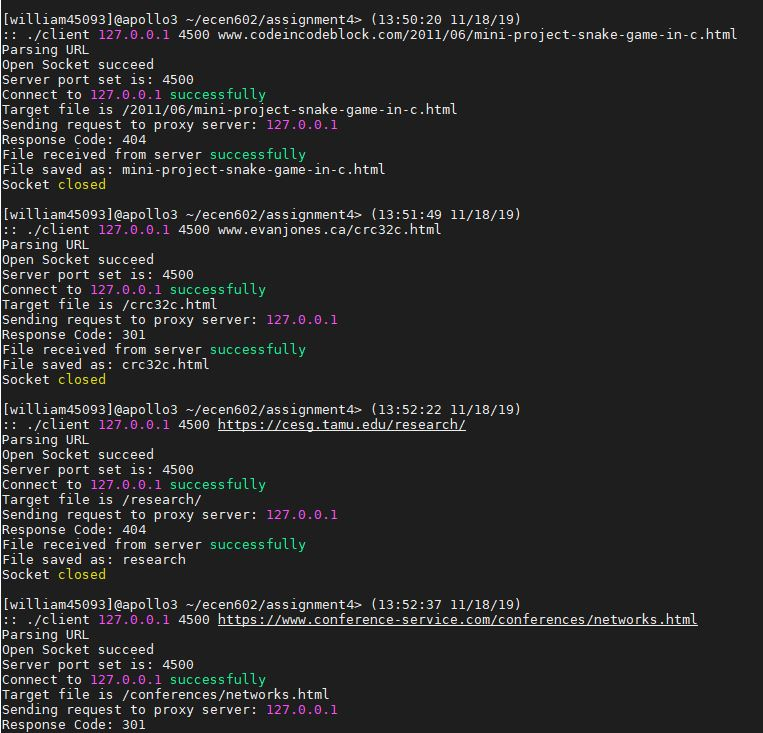 [william45093]@apollo3 ~/ecen602/assignment4> (13:50:20 11/18/19)
:: ./client 127.0.0.1 4500 www.codeincodeblock.com/2011/06/mini-project-snake-game-in-c.html
Parsing URL
Open Socket succeed
Server port set is: 4500
Connect to 127.0.0.1 successfully
Target file is /2011/06/mini-project-snake-game-in-c.html
Sending request to proxy server: 127.0.0.1
Response Code: 404
File received from server successfully
File saved as: mini-project-snake-game-in-c.html
Socket closed
[william45093]@apollo3 ~/ecen602/assignment4> (13:51:49 11/18/19)
:: ./client 127.0.0.1 4500 www.evanjones.ca/crc32c.html
Parsing URL
Open Socket succeed
Server port set is: 4500
Connect to 127.0.0.1 successfully
Target file is /crc32c.html
Sending request to proxy server: 127.0.0.1
Response Code: 301
File received from server successfully
File saved as: crc32c.html
Socket closed
[william45093]@apollo3 ~/ecen602/assignment4> (13:52:22 11/18/19)
:: ./client 127.0.0.1 4500 https://cesg.tamu.edu/research/
Parsing URL
Open Socket succeed
Server port set is: 4500
Connect to 127.0.0.1 successfully
Target file is /research/
Sending request to proxy server: 127.0.0.1
Response Code: 404
File received from server successfully
File saved as: research
Socket closed
[william45093]@apollo3 ~/ecen602/assignment4> (13:52:37 11/18/19)
:: ./client 127.0.0.1 4500 https://www.conference-service.com/conferences/networks.html
Parsing URL
Open Socket succeed
Server port set is: 4500
Connect to 127.0.0.1 successfully
Target file is /conferences/networks.html
Sending request to proxy server: 127.0.0.1
Response Code: 301